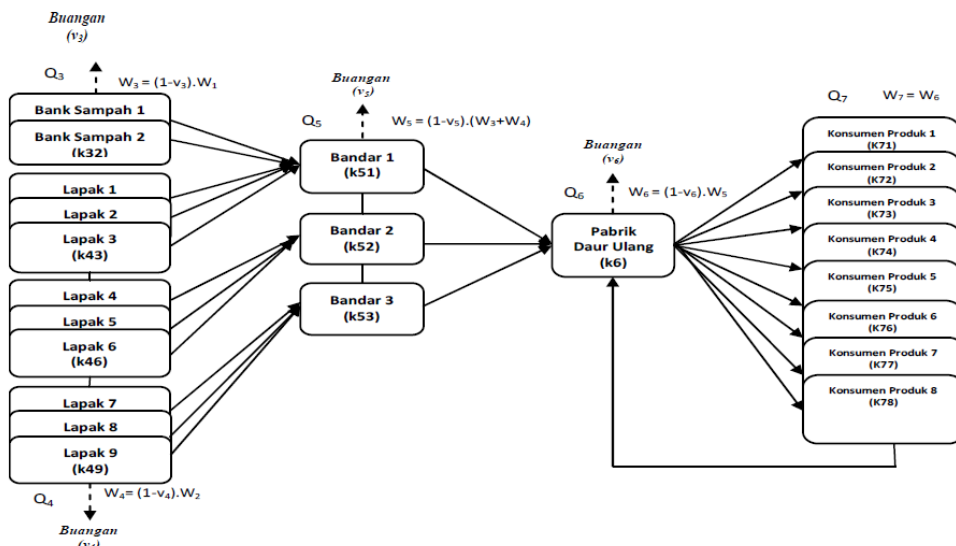 Buangan
(v₃)
Q₃
W₃ = (1-v₃).W₁
Bank Sampah 1
Bank Sampah 2
(k32)
Lapak 1
Lapak 2
Lapak 3
(k43)
Lapak 4
Lapak 5
Lapak 6
(k46)
Lapak 7
Lapak 8
Lapak 9
(k49)
Q₄
W₄= (1-v₄).W₂
Buangan
Buangan
(v₅)
Q₅
W₅ = (1-v₅).(W₃+W₄)
Bandar 1
(k51)
Bandar 2
(k52)
Bandar 3
(k53)
Buangan
(v₆)
Q₆
W₆ = (1-v₆).W₅
Pabrik
Daur Ulang
(k6)
Q₇
W₇ = W₆
Konsumen Produk 1
(K71)
Konsumen Produk 2
(K72)
Konsumen Produk 3
(K73)
Konsumen Produk 4
(K74)
Konsumen Produk 5
(K75)
Konsumen Produk 6
(K76)
Konsumen Produk 7
(K77)
Konsumen Produk 8
(K78)